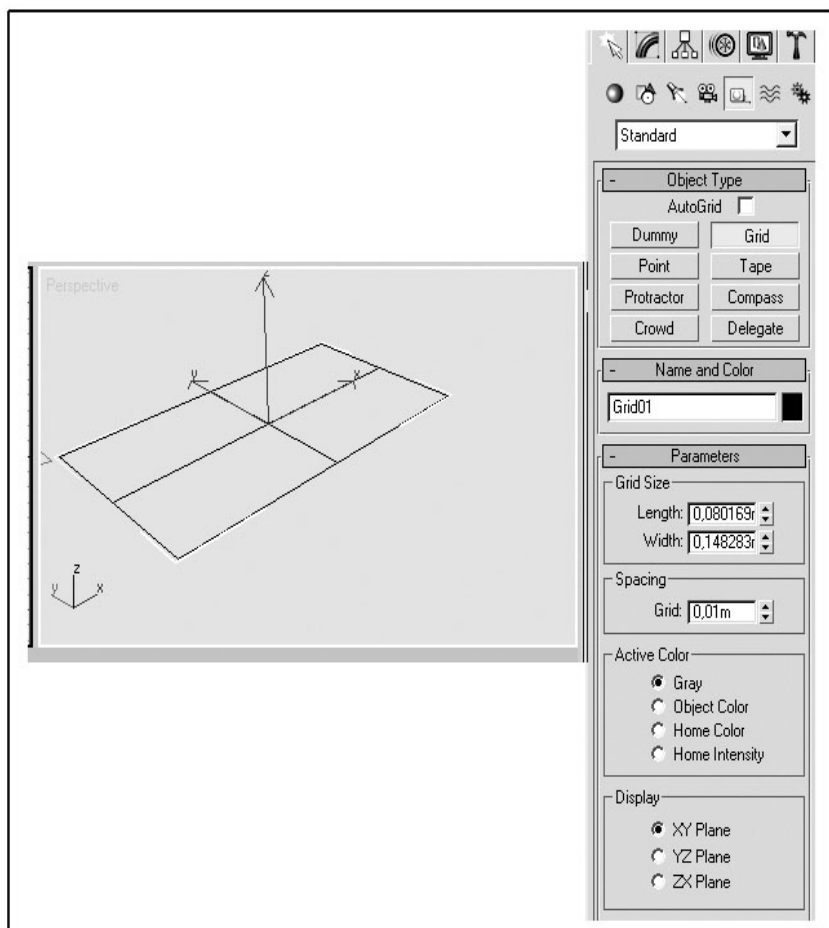 Perspective
z
y
x
z
y
x
Standard
- Object Type
AutoGrid
Dummy Grid
Point Tape
Protractor Compass
Crowd Delegate
- Name and Color
Grid01
- Parameters
Grid Size
Length: 0,080169m
Width: 0,148283m
Spacing
Grid: 0,01m
Active Color
Gray
Object Color
Home Color
Home Intensity
Display
XY Plane
YZ Plane
ZX Plane